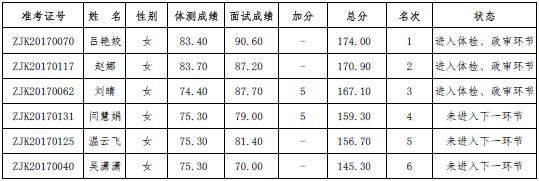 准考证号 姓 名 性别 体测成绩 面试成绩 加分 总分 名次 状态
ZJK20170070 吕艳姣 女 83.40 90.60 - 174.00 1 进入体检、政审环节
ZJK20170117 赵娜 女 83.70 87.20 - 170.90 2 进入体检、政审环节
ZJK20170062 刘晴 女 74.40 87.70 5 167.10 3 进入体检、政审环节
ZJK20170131 闫慧娟 女 75.30 79.00 5 159.30 4 未进入下一环节
ZJK20170125 温云飞 女 75.30 81.40 - 156.70 5 未进入下一环节
ZJK20170040 吴潇潇 女 75.30 70.00 - 145.30 6 未进入下一环节